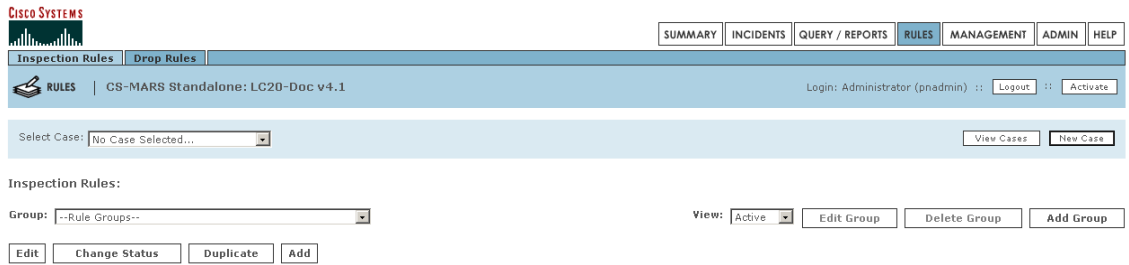 CISCO SYSTEMS
SUMMARY INCIDENTS QUERY / REPORTS RULES MANAGEMENT ADMIN HELP
Inspection Rules Drop Rules
RULES | CS-MARS Standalone: LC20-Doc v4.1 Login: Administrator (pnadmin) :: Logout :: Activate
Select Case: No Case Selected... View Cases New Case
Inspection Rules:
Group: --Rule Groups-- View: Active Edit Group Delete Group Add Group
Edit Change Status Duplicate Add